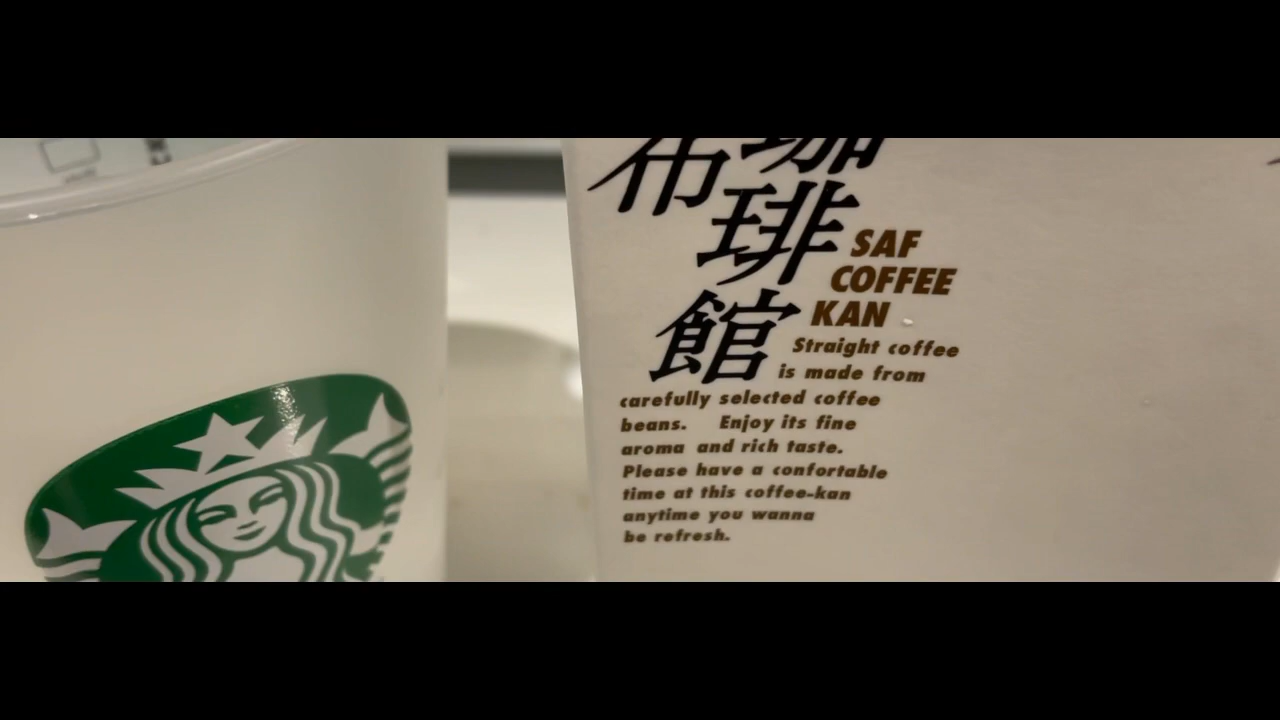 布
珈
琲
館
SAF
COFFEE
KAN
Straight coffee
is made from
carefully selected coffee
beans. Enjoy its fine
aroma and rich taste.
Please have a confortable
time at this coffee-kan
anytime you wanna
be refresh.